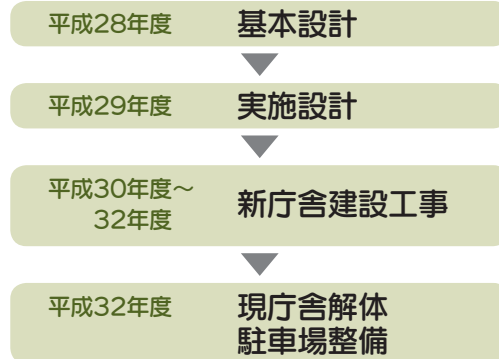 平成28年度 基本設計
平成29年度 実施設計
平成30年度～
32年度 新庁舎建設工事
平成32年度 現庁舎解体
駐車場整備